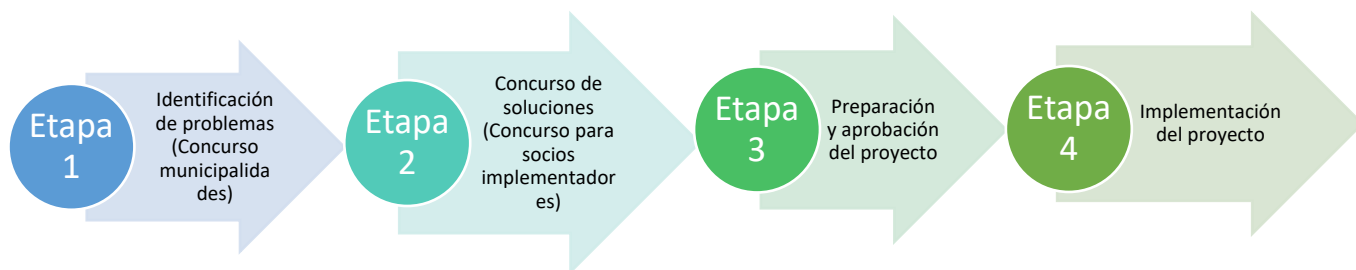 Etapa
1
Identificación
de problemas
(Concurso
municipalida
des)
Etapa
2
Concurso de
soluciones
(Concurso para
socios
implementador
es)
Etapa
3
Preparación
y aprobación
del proyecto
Etapa
4
Implementación
del proyecto